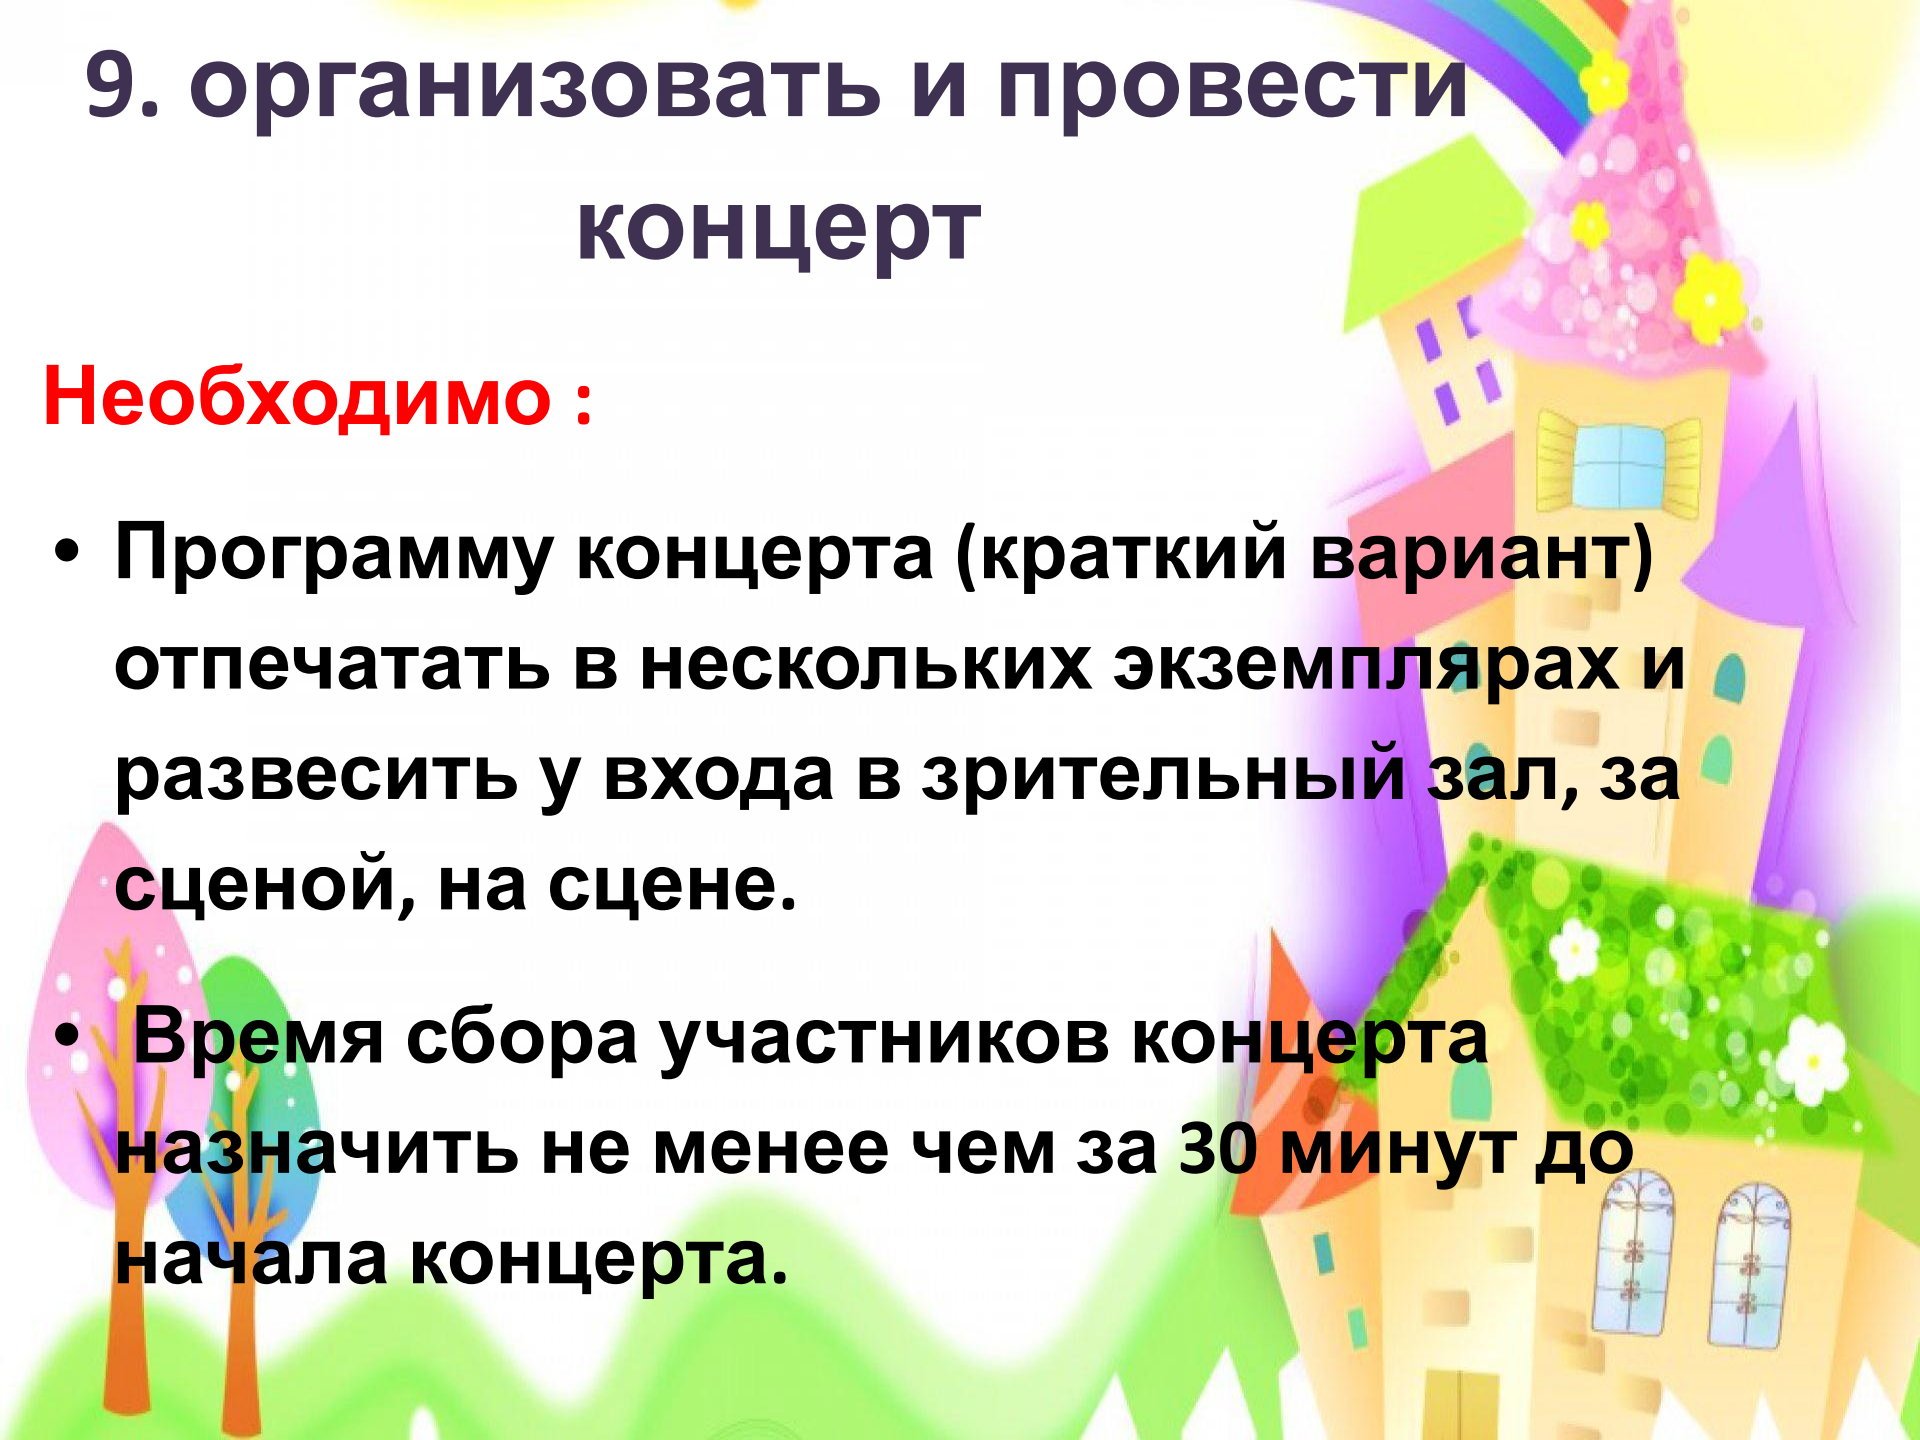 9. организовать и провести
концерт
Необходимо :
• Программу концерта (краткий вариант)
отпечатать в нескольких экземплярах и
развесить у входа в зрительный зал, за
сценой, на сцене.
• Время сбора участников концерта
назначить не менее чем за 30 минут до
начала концерта.